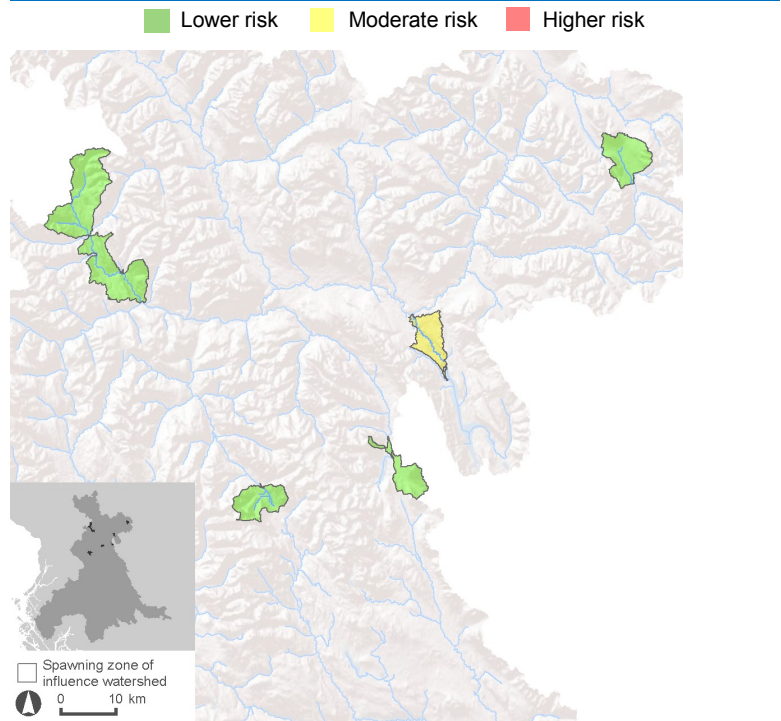 Lower risk Moderate risk Higher risk
Spawning zone of
influence watershed
0 10 km